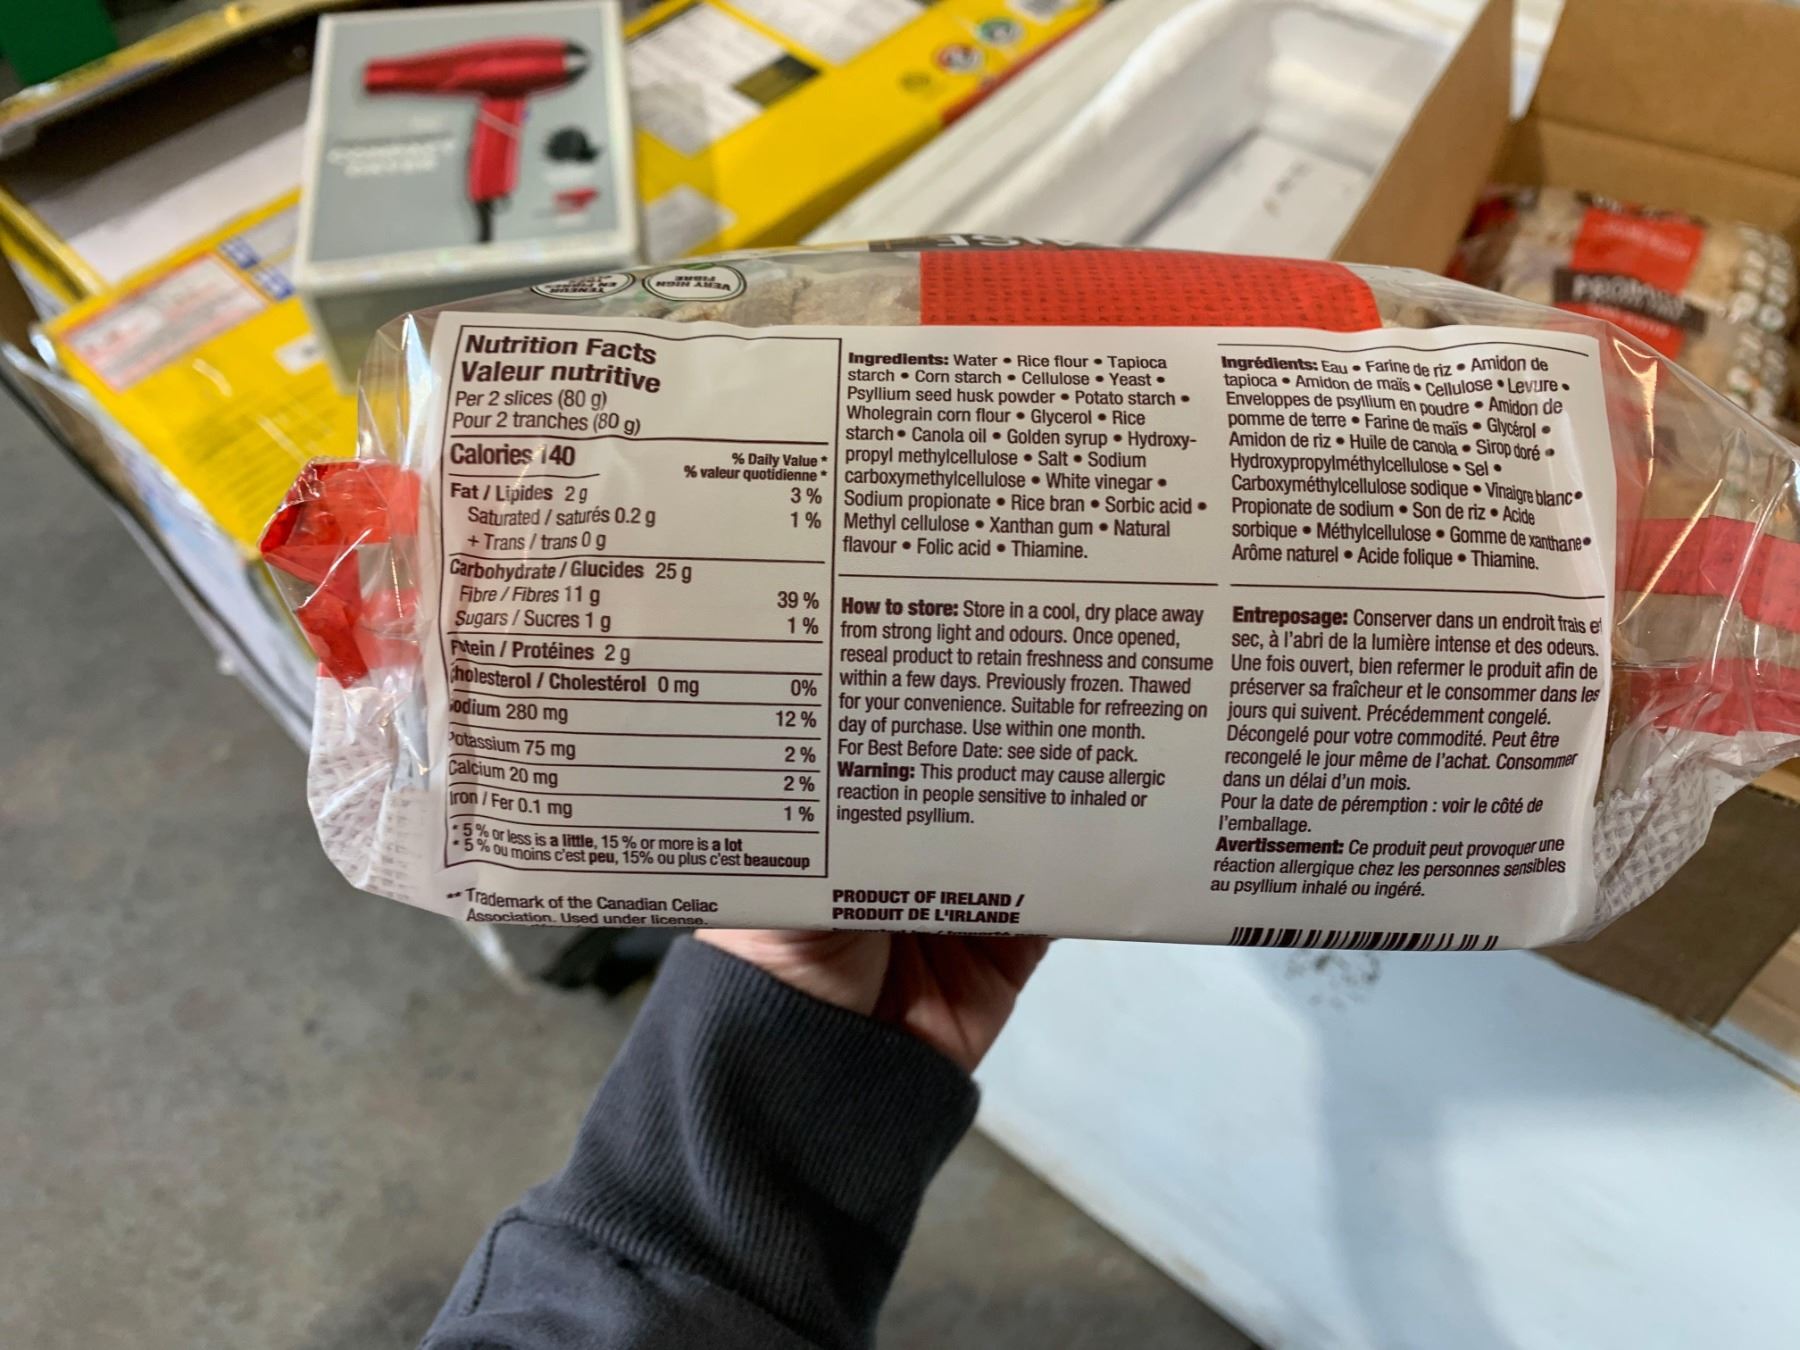 COMPACT
DRYER
VERY HIGH
FIBRE
TENEUR
Nutrition Facts
Valeur nutritive
Per 2 slices (80 g)
Pour 2 tranches (80 g)
Calories 140
% Daily Value *
% valeur quotidienne *
Fat / Lipides 2 g 3 %
Saturated / saturés 0.2 g 1 %
+ Trans / trans 0 g
Carbohydrate / Glucides 25 g
Fibre / Fibres 11 g 39 %
Sugars / Sucres 1 g 1 %
Protein / Protéines 2 g
Cholesterol / Cholestérol 0 mg 0%
Sodium 280 mg 12 %
Potassium 75 mg 2 %
Calcium 20 mg 2 %
Iron / Fer 0.1 mg 1 %
* 5 % or less is a little, 15 % or more is a lot
* 5 % ou moins c'est peu, 15% ou plus c'est beaucoup
** Trademark of the Canadian Celiac
Association. Used under license.
Ingredients: Water • Rice flour • Tapioca
starch • Corn starch • Cellulose • Yeast •
Psyllium seed husk powder • Potato starch •
Wholegrain corn flour • Glycerol • Rice
starch • Canola oil • Golden syrup • Hydroxy-
propyl methylcellulose • Salt • Sodium
carboxymethylcellulose • White vinegar •
Sodium propionate • Rice bran • Sorbic acid •
Methyl cellulose • Xanthan gum • Natural
flavour • Folic acid • Thiamine.
How to store: Store in a cool, dry place away
from strong light and odours. Once opened,
reseal product to retain freshness and consume
within a few days. Previously frozen. Thawed
for your convenience. Suitable for refreezing on
day of purchase. Use within one month.
For Best Before Date: see side of pack.
Warning: This product may cause allergic
reaction in people sensitive to inhaled or
ingested psyllium.
PRODUCT OF IRELAND /
PRODUIT DE L'IRLANDE
Ingrédients: Eau • Farine de riz • Amidon de
tapioca • Amidon de maïs • Cellulose • Levure •
Enveloppes de psyllium en poudre • Amidon de
pomme de terre • Farine de maïs • Glycérol •
Amidon de riz • Huile de canola • Sirop doré •
Hydroxypropylméthylcellulose • Sel •
Carboxyméthylcellulose sodique • Vinaigre blanc •
Propionate de sodium • Son de riz • Acide
sorbique • Méthylcellulose • Gomme de xanthane •
Arôme naturel • Acide folique • Thiamine.
Entreposage: Conserver dans un endroit frais et
sec, à l'abri de la lumière intense et des odeurs.
Une fois ouvert, bien refermer le produit afin de
préserver sa fraîcheur et le consommer dans les
jours qui suivent. Précédemment congelé.
Décongelé pour votre commodité. Peut être
recongelé le jour même de l'achat. Consommer
dans un délai d'un mois.
Pour la date de péremption : voir le côté de
l'emballage.
Avertissement: Ce produit peut provoquer une
réaction allergique chez les personnes sensibles
au psyllium inhalé ou ingéré.